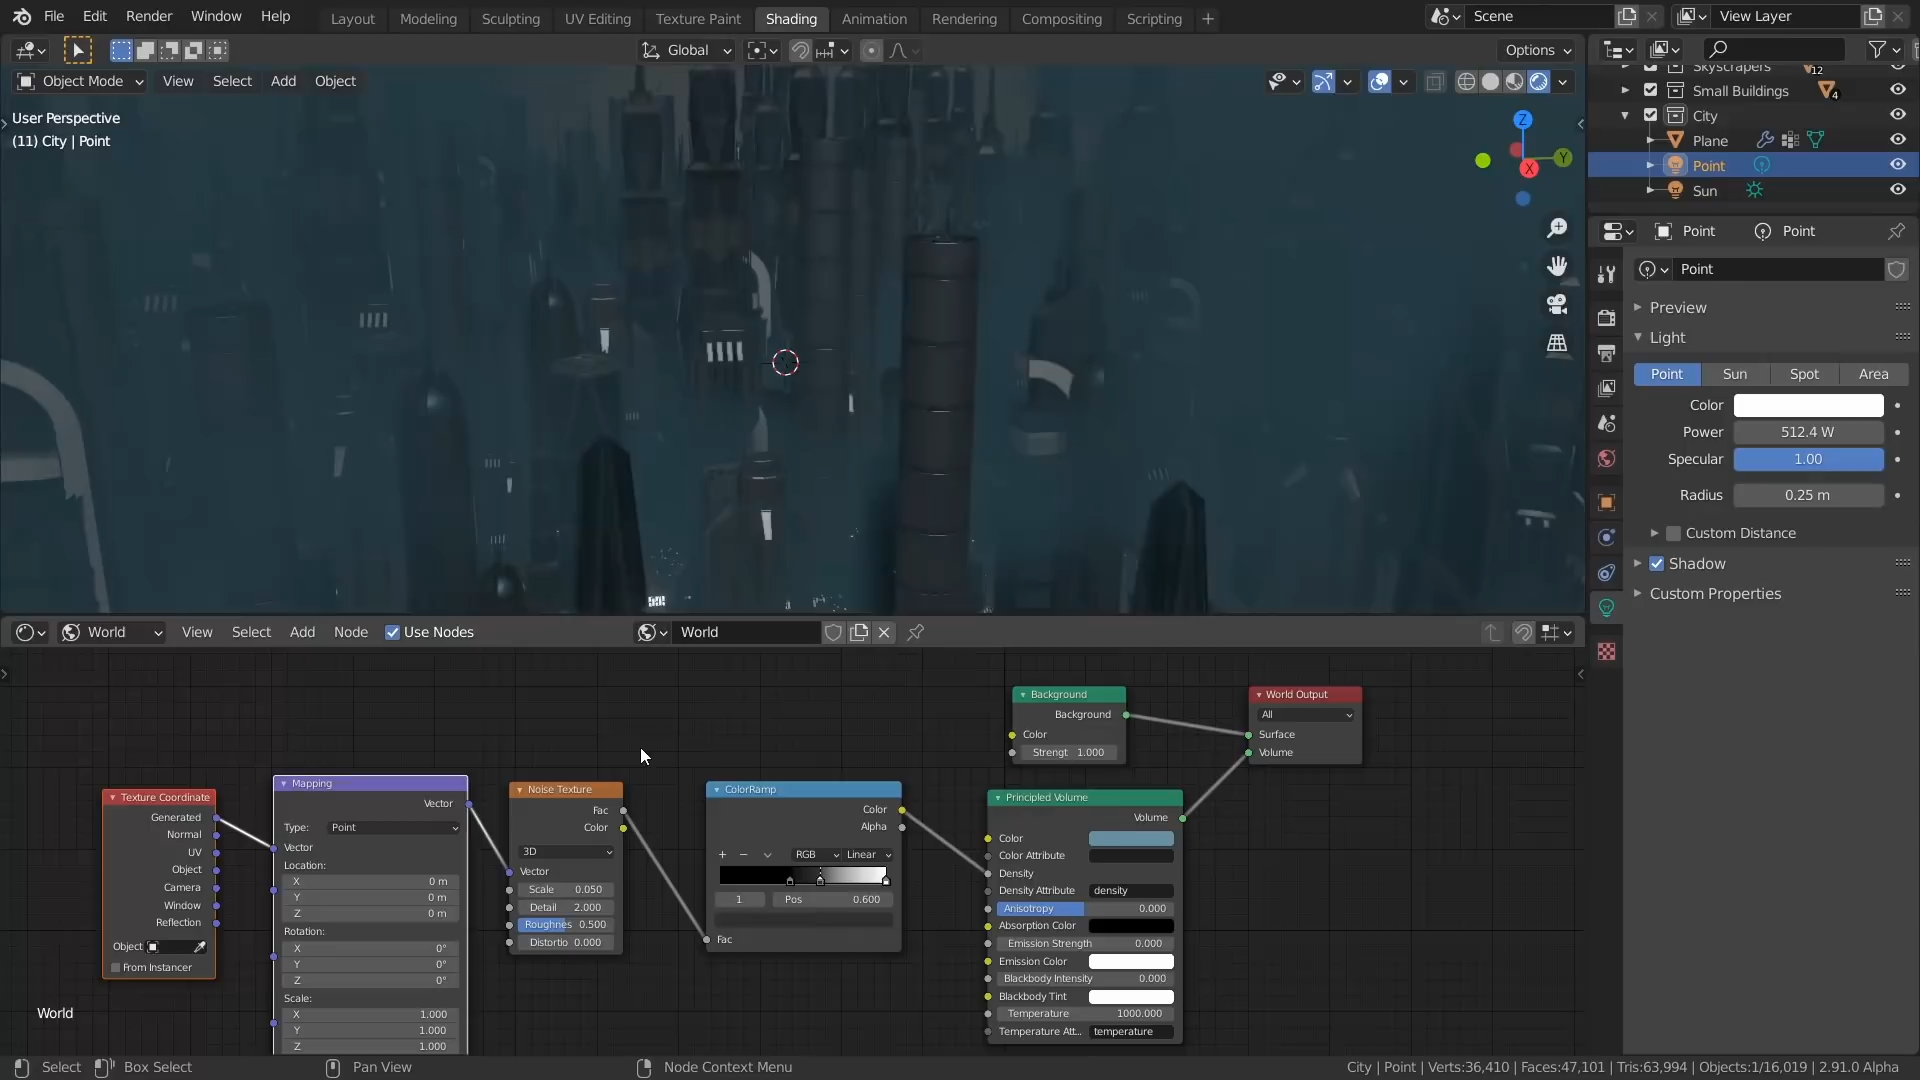 File Edit Render Window Help Layout Modeling Sculpting UV Editing Texture Paint Shading Animation Rendering Compositing Scripting + Scene View Layer
Global Options
Object Mode View Select Add Object
User Perspective
(11) City | Point
Z
Y
X
Skyscrapers 12
Small Buildings 4
City
Plane
Point
Sun
Point Point
Point
Preview
Light
Point Sun Spot Area
Color
Power 512.4 W
Specular 1.00
Radius 0.25 m
Custom Distance
Shadow
Custom Properties
World View Select Add Node Use Nodes World
Background
Background
Color
Strengt 1.000
World Output
All
Surface
Volume
Texture Coordinate
Generated
Normal
UV
Object
Camera
Window
Reflection
Object
From Instancer
Mapping
Vector
Type: Point
Vector
Location:
X 0 m
Y 0 m
Z 0 m
Rotation:
X 0°
Y 0°
Z 0°
Scale:
X 1.000
Y 1.000
Z 1.000
Noise Texture
Fac
Color
3D
Vector
Scale 0.050
Detail 2.000
Roughnes 0.500
Distortio 0.000
ColorRamp
Color
Alpha
+ − RGB Linear
1 Pos 0.600
Fac
Principled Volume
Volume
Color
Color Attribute
Density
Density Attribute density
Anisotropy 0.000
Absorption Color
Emission Strength 0.000
Emission Color
Blackbody Intensity 0.000
Blackbody Tint
Temperature 1000.000
Temperature Att.. temperature
World
Select Box Select Pan View Node Context Menu City | Point | Verts:36,410 | Faces:47,101 | Tris:63,994 | Objects:1/16,019 | 2.91.0 Alpha